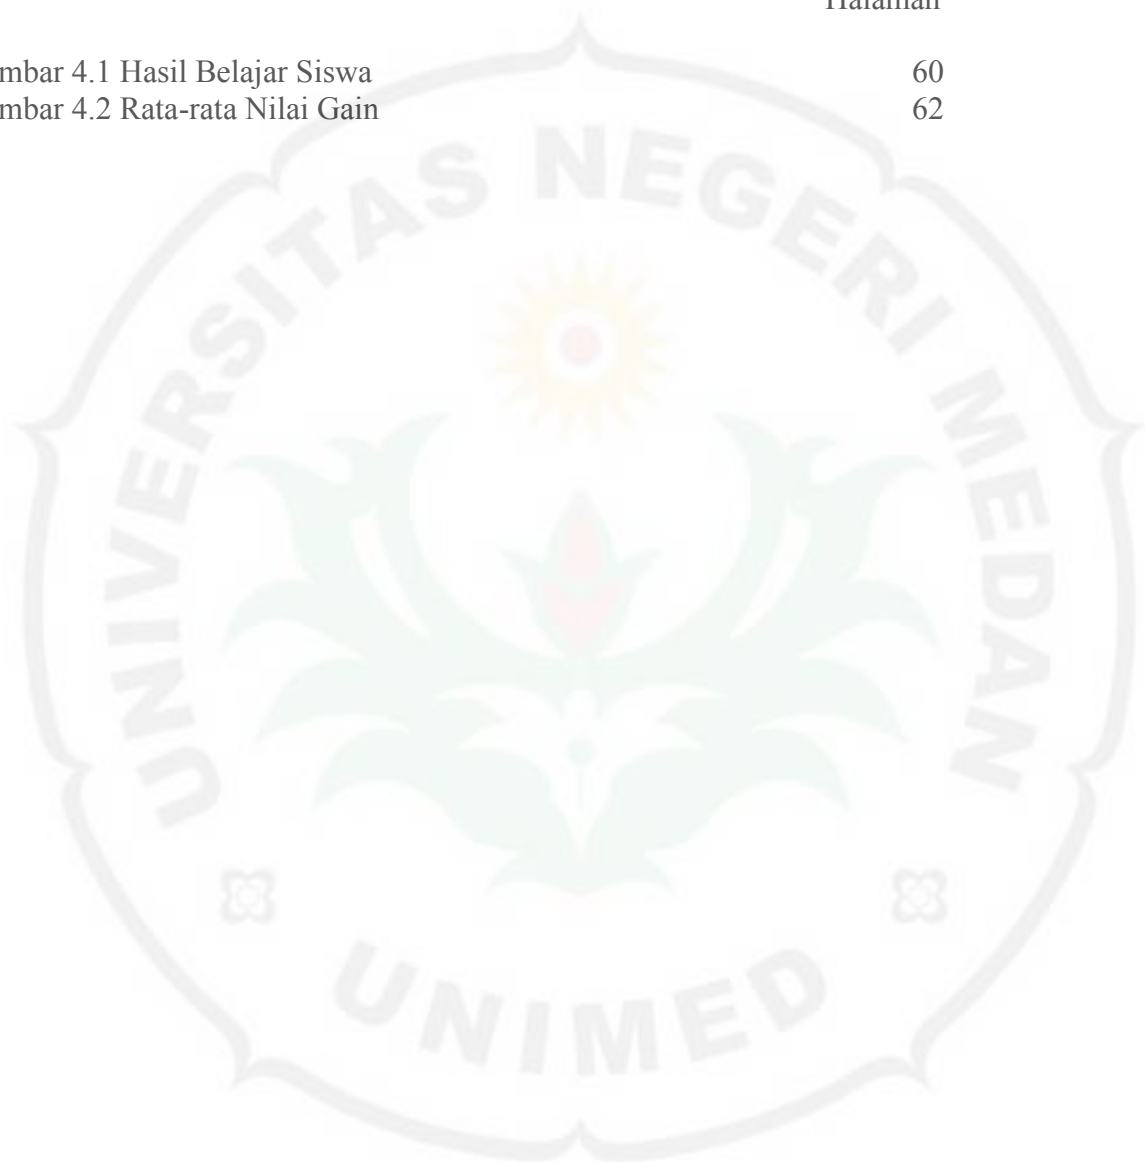 Halaman
mbar 4.1 Hasil Belajar Siswa 60
mbar 4.2 Rata-rata Nilai Gain 62
UNIVERSITAS NEGERI MEDAN
UNIMED